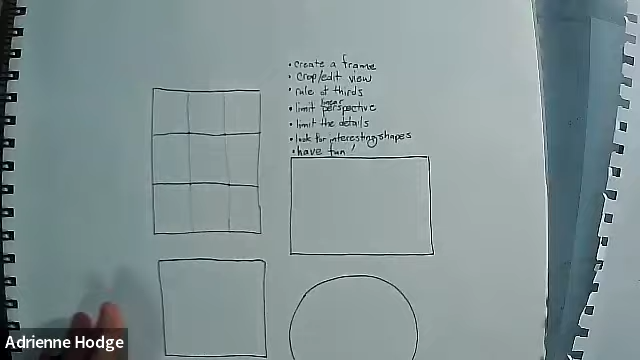 • create a frame
• crop/edit view
• rule of thirds
• limit linear perspective
• limit the details
• look for interesting shapes
• have fun!
Adrienne Hodge